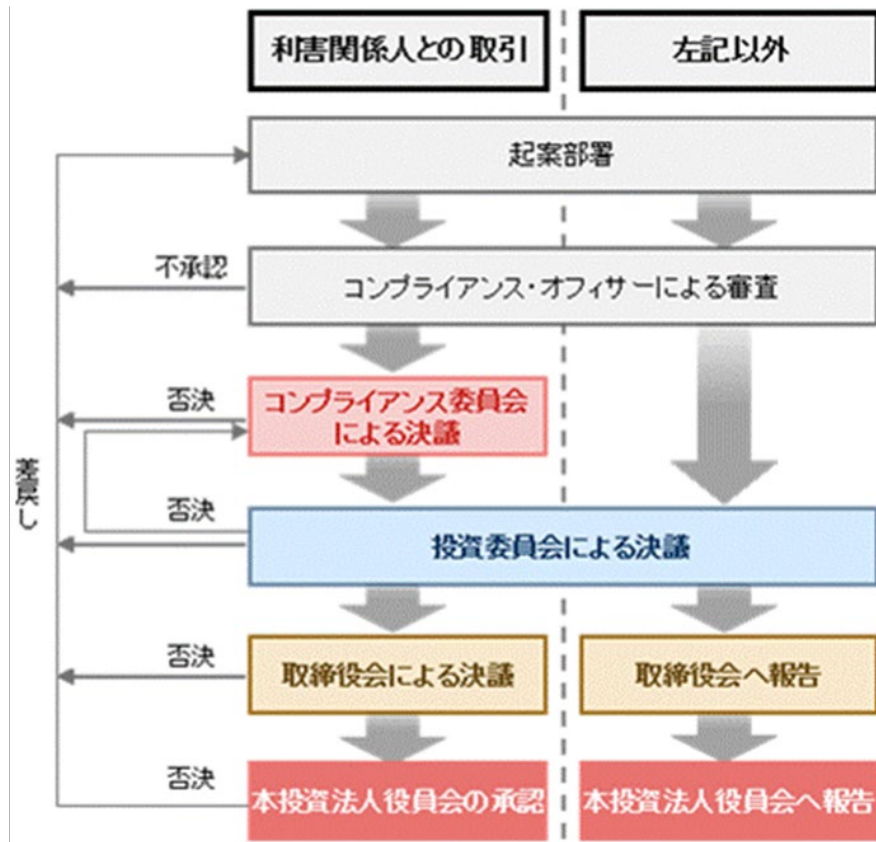 利害関係人との取引
左記以外
起案部署
不承認
コンプライアンス・オフィサーによる審査
否決
コンプライアンス委員会
による決議
差戻し
否決
投資委員会による決議
否決
取締役会による決議
取締役会へ報告
否決
本投資法人役員会の承認
本投資法人役員会へ報告